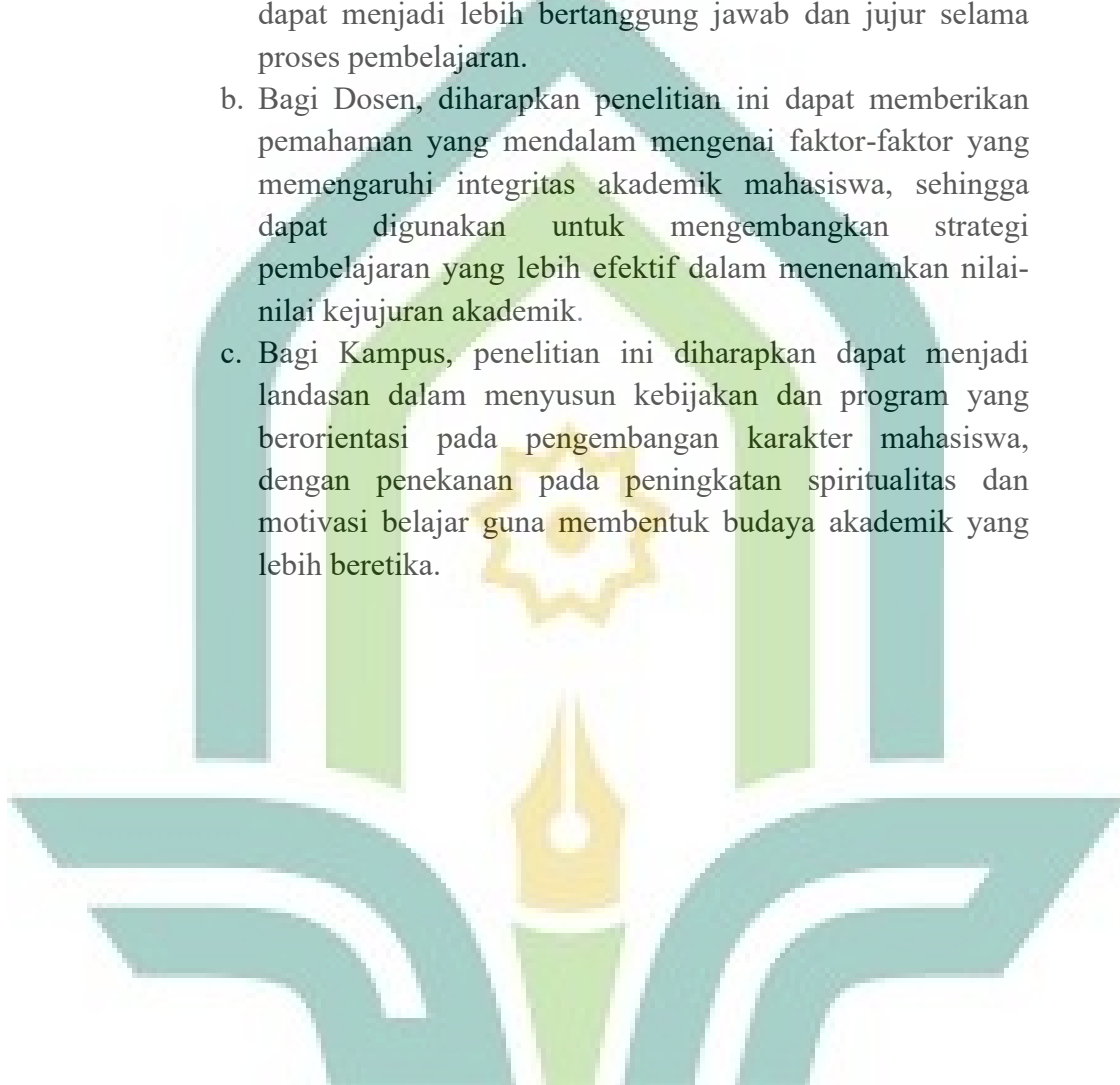 dapat menjadi lebih bertanggung jawab dan jujur selama
proses pembelajaran.
b. Bagi Dosen, diharapkan penelitian ini dapat memberikan
pemahaman yang mendalam mengenai faktor-faktor yang
memengaruhi integritas akademik mahasiswa, sehingga
dapat digunakan untuk mengembangkan strategi
pembelajaran yang lebih efektif dalam menenamkan nilai-
nilai kejujuran akademik.
c. Bagi Kampus, penelitian ini diharapkan dapat menjadi
landasan dalam menyusun kebijakan dan program yang
berorientasi pada pengembangan karakter mahasiswa,
dengan penekanan pada peningkatan spiritualitas dan
motivasi belajar guna membentuk budaya akademik yang
lebih beretika.